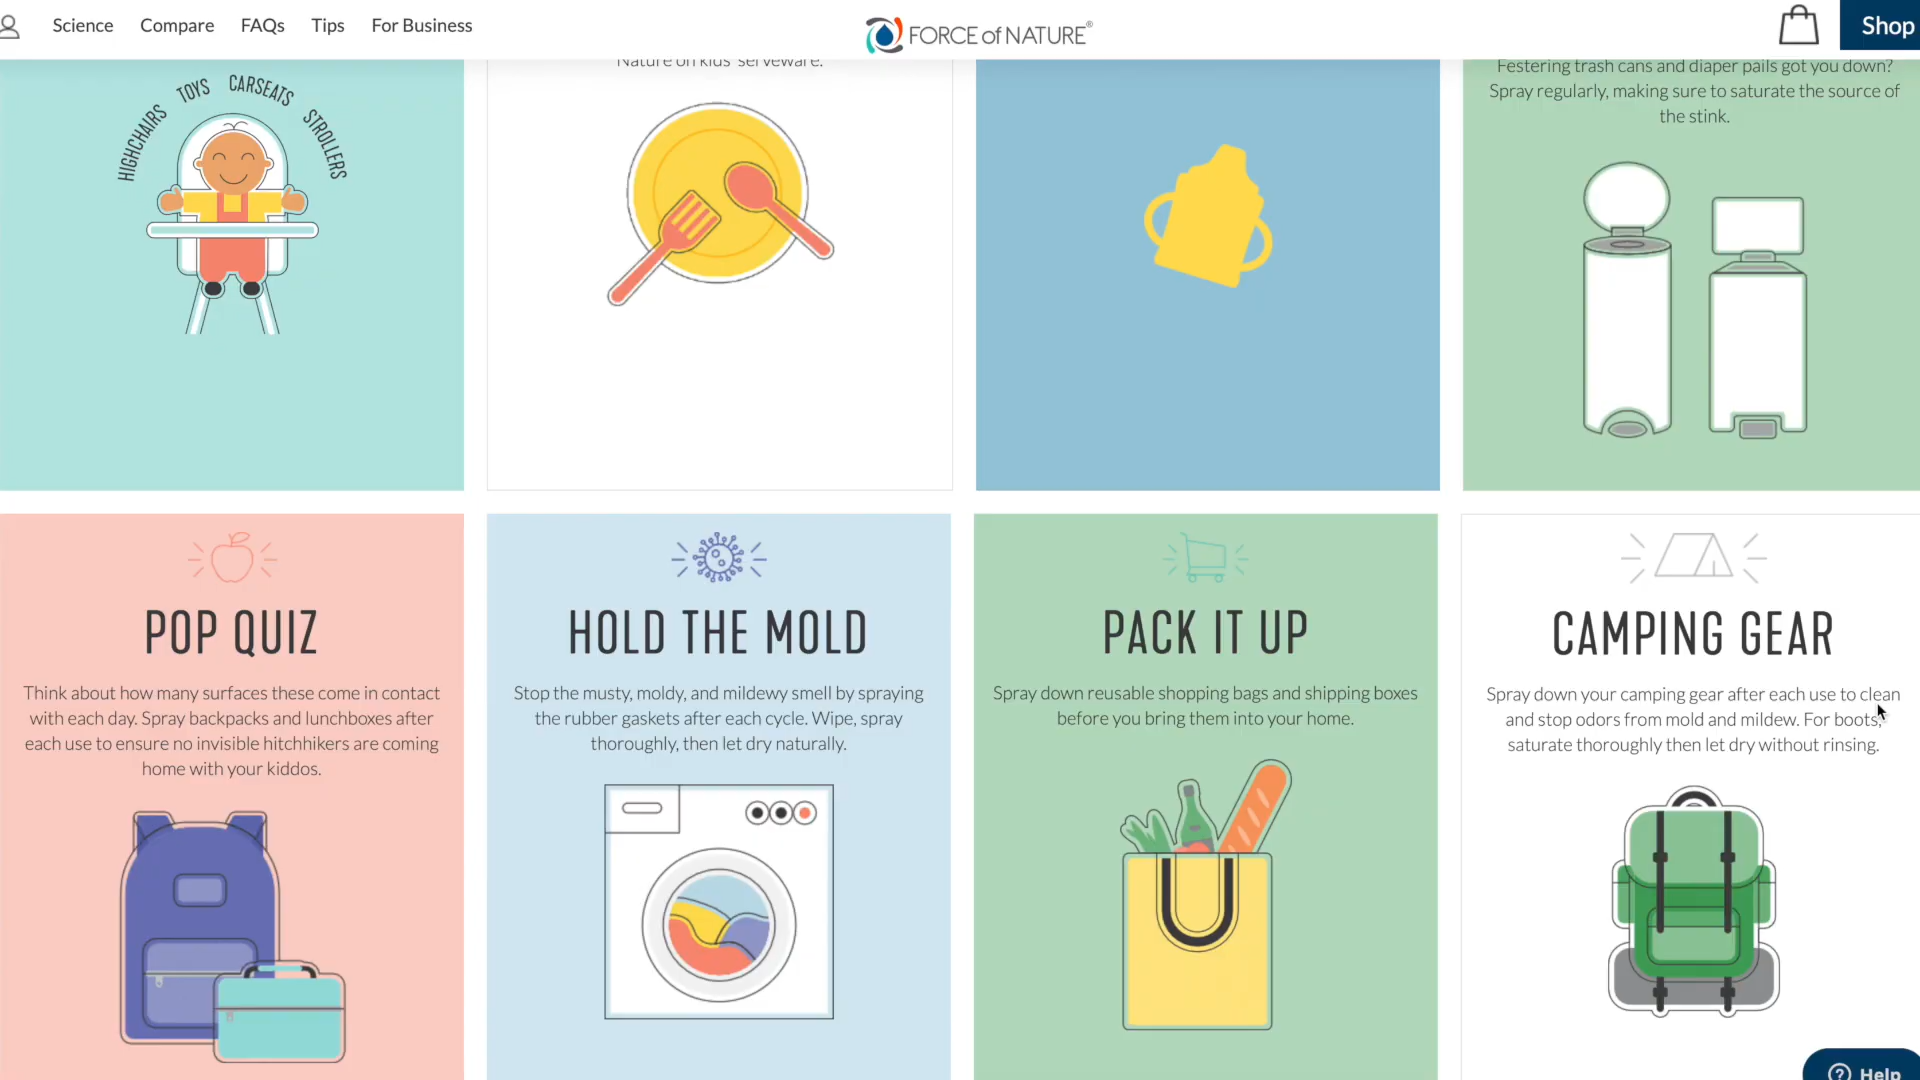 Science Compare FAQs Tips For Business
FORCE of NATURE®
Shop
HIGHCHAIRS TOYS CARSEATS STROLLERS
Nature on kids' serveware.
Festering trash cans and diaper pails got you down?
Spray regularly, making sure to saturate the source of
the stink.
POP QUIZ
Think about how many surfaces these come in contact
with each day. Spray backpacks and lunchboxes after
each use to ensure no invisible hitchhikers are coming
home with your kiddos.
HOLD THE MOLD
Stop the musty, moldy, and mildewy smell by spraying
the rubber gaskets after each cycle. Wipe, spray
thoroughly, then let dry naturally.
PACK IT UP
Spray down reusable shopping bags and shipping boxes
before you bring them into your home.
CAMPING GEAR
Spray down your camping gear after each use to clean
and stop odors from mold and mildew. For boots,
saturate thoroughly then let dry without rinsing.
Help